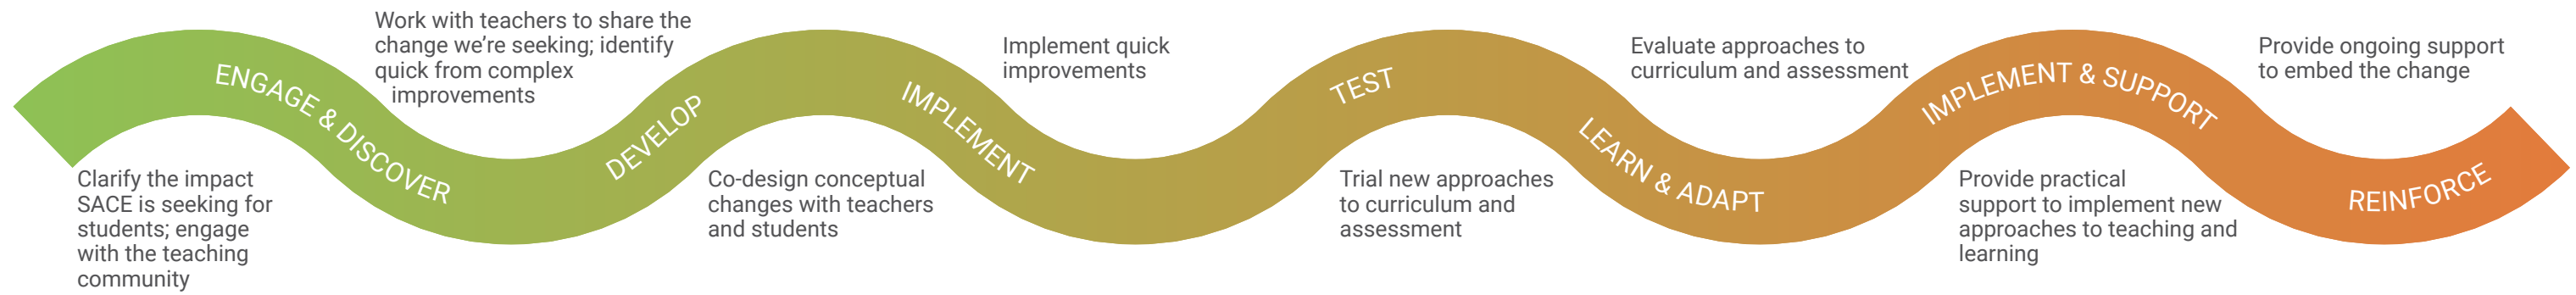 Clarify the impact
SACE is seeking for
students; engage
with the teaching
community
ENGAGE & DISCOVER
Work with teachers to share the
change we’re seeking; identify
quick from complex
improvements
DEVELOP
Co-design conceptual
changes with teachers
and students
IMPLEMENT
Implement quick
improvements
TEST
Trial new approaches
to curriculum and
assessment
LEARN & ADAPT
Evaluate approaches to
curriculum and assessment
IMPLEMENT & SUPPORT
Provide practical
support to implement new
approaches to teaching and
learning
REINFORCE
Provide ongoing support
to embed the change